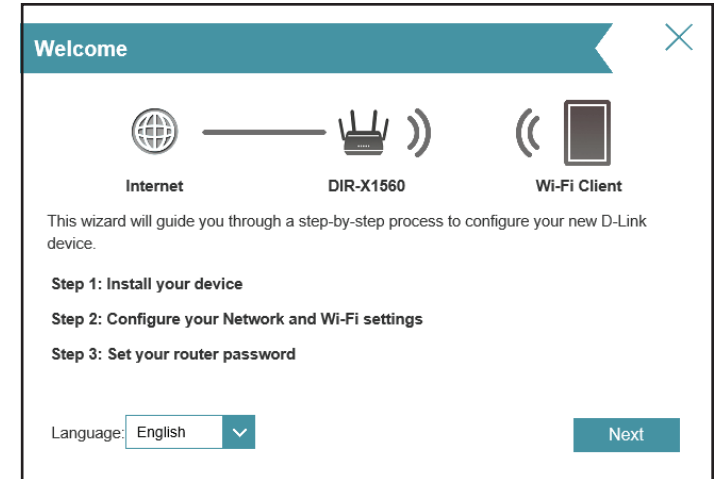 Welcome
Internet
DIR-X1560
Wi-Fi Client
This wizard will guide you through a step-by-step process to configure your new D-Link
device.
Step 1: Install your device
Step 2: Configure your Network and Wi-Fi settings
Step 3: Set your router password
Language: English
Next